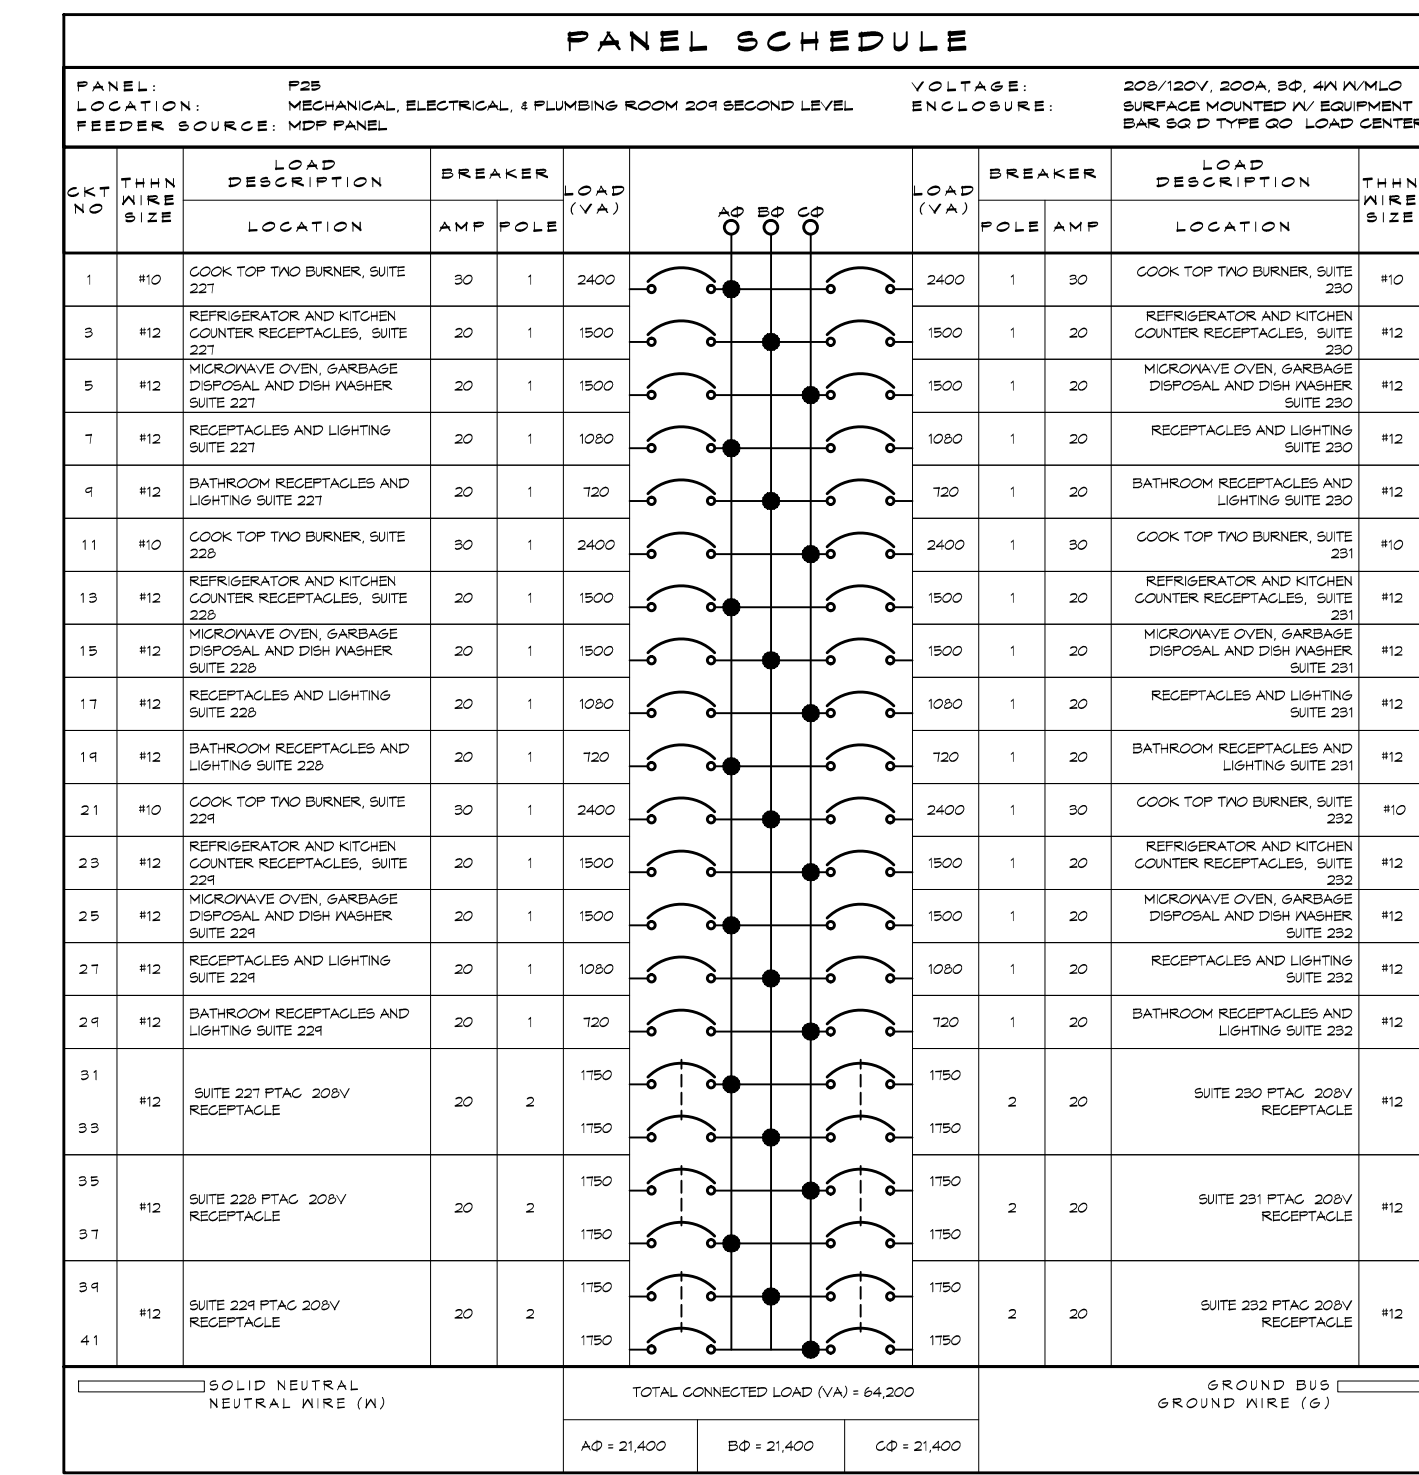 PANEL SCHEDULE
PANEL: P25 VOLTAGE: 208/120V, 200A, 3Φ, 4W W/MLO
LOCATION: MECHANICAL, ELECTRICAL, & PLUMBING ROOM 209 SECOND LEVEL ENCLOSURE: SURFACE MOUNTED W/ EQUIPMENT
FEEDER SOURCE: MDP PANEL BAR SQ D TYPE QO LOAD CENTER
CKT NO THHN WIRE SIZE LOAD DESCRIPTION LOCATION BREAKER AMP POLE LOAD (VA) AΦ BΦ CΦ LOAD (VA) BREAKER POLE AMP LOAD DESCRIPTION LOCATION THHN WIRE SIZE
1 #10 COOK TOP TWO BURNER, SUITE 227 30 1 2400 2400 1 30 COOK TOP TWO BURNER, SUITE 230 #10
3 #12 REFRIGERATOR AND KITCHEN COUNTER RECEPTACLES, SUITE 227 20 1 1500 1500 1 20 REFRIGERATOR AND KITCHEN COUNTER RECEPTACLES, SUITE 230 #12
5 #12 MICROWAVE OVEN, GARBAGE DISPOSAL AND DISH WASHER SUITE 227 20 1 1500 1500 1 20 MICROWAVE OVEN, GARBAGE DISPOSAL AND DISH WASHER SUITE 230 #12
7 #12 RECEPTACLES AND LIGHTING SUITE 227 20 1 1080 1080 1 20 RECEPTACLES AND LIGHTING SUITE 230 #12
9 #12 BATHROOM RECEPTACLES AND LIGHTING SUITE 227 20 1 720 720 1 20 BATHROOM RECEPTACLES AND LIGHTING SUITE 230 #12
11 #10 COOK TOP TWO BURNER, SUITE 228 30 1 2400 2400 1 30 COOK TOP TWO BURNER, SUITE 231 #10
13 #12 REFRIGERATOR AND KITCHEN COUNTER RECEPTACLES, SUITE 228 20 1 1500 1500 1 20 REFRIGERATOR AND KITCHEN COUNTER RECEPTACLES, SUITE 231 #12
15 #12 MICROWAVE OVEN, GARBAGE DISPOSAL AND DISH WASHER SUITE 228 20 1 1500 1500 1 20 MICROWAVE OVEN, GARBAGE DISPOSAL AND DISH WASHER SUITE 231 #12
17 #12 RECEPTACLES AND LIGHTING SUITE 228 20 1 1080 1080 1 20 RECEPTACLES AND LIGHTING SUITE 231 #12
19 #12 BATHROOM RECEPTACLES AND LIGHTING SUITE 228 20 1 720 720 1 20 BATHROOM RECEPTACLES AND LIGHTING SUITE 231 #12
21 #10 COOK TOP TWO BURNER, SUITE 229 30 1 2400 2400 1 30 COOK TOP TWO BURNER, SUITE 232 #10
23 #12 REFRIGERATOR AND KITCHEN COUNTER RECEPTACLES, SUITE 229 20 1 1500 1500 1 20 REFRIGERATOR AND KITCHEN COUNTER RECEPTACLES, SUITE 232 #12
25 #12 MICROWAVE OVEN, GARBAGE DISPOSAL AND DISH WASHER SUITE 229 20 1 1500 1500 1 20 MICROWAVE OVEN, GARBAGE DISPOSAL AND DISH WASHER SUITE 232 #12
27 #12 RECEPTACLES AND LIGHTING SUITE 229 20 1 1080 1080 1 20 RECEPTACLES AND LIGHTING SUITE 232 #12
29 #12 BATHROOM RECEPTACLES AND LIGHTING SUITE 229 20 1 720 720 1 20 BATHROOM RECEPTACLES AND LIGHTING SUITE 232 #12
31 1750 1750
#12 SUITE 227 PTAC 208V RECEPTACLE 20 2 2 20 SUITE 230 PTAC 208V RECEPTACLE #12
33 1750 1750
35 1750 1750
#12 SUITE 228 PTAC 208V RECEPTACLE 20 2 2 20 SUITE 231 PTAC 208V RECEPTACLE #12
37 1750 1750
39 1750 1750
#12 SUITE 229 PTAC 208V RECEPTACLE 20 2 2 20 SUITE 232 PTAC 208V RECEPTACLE #12
41 1750 1750
SOLID NEUTRAL TOTAL CONNECTED LOAD (VA) = 64,200 GROUND BUS
NEUTRAL WIRE (W) GROUND WIRE (G)
AΦ = 21,400 BΦ = 21,400 CΦ = 21,400